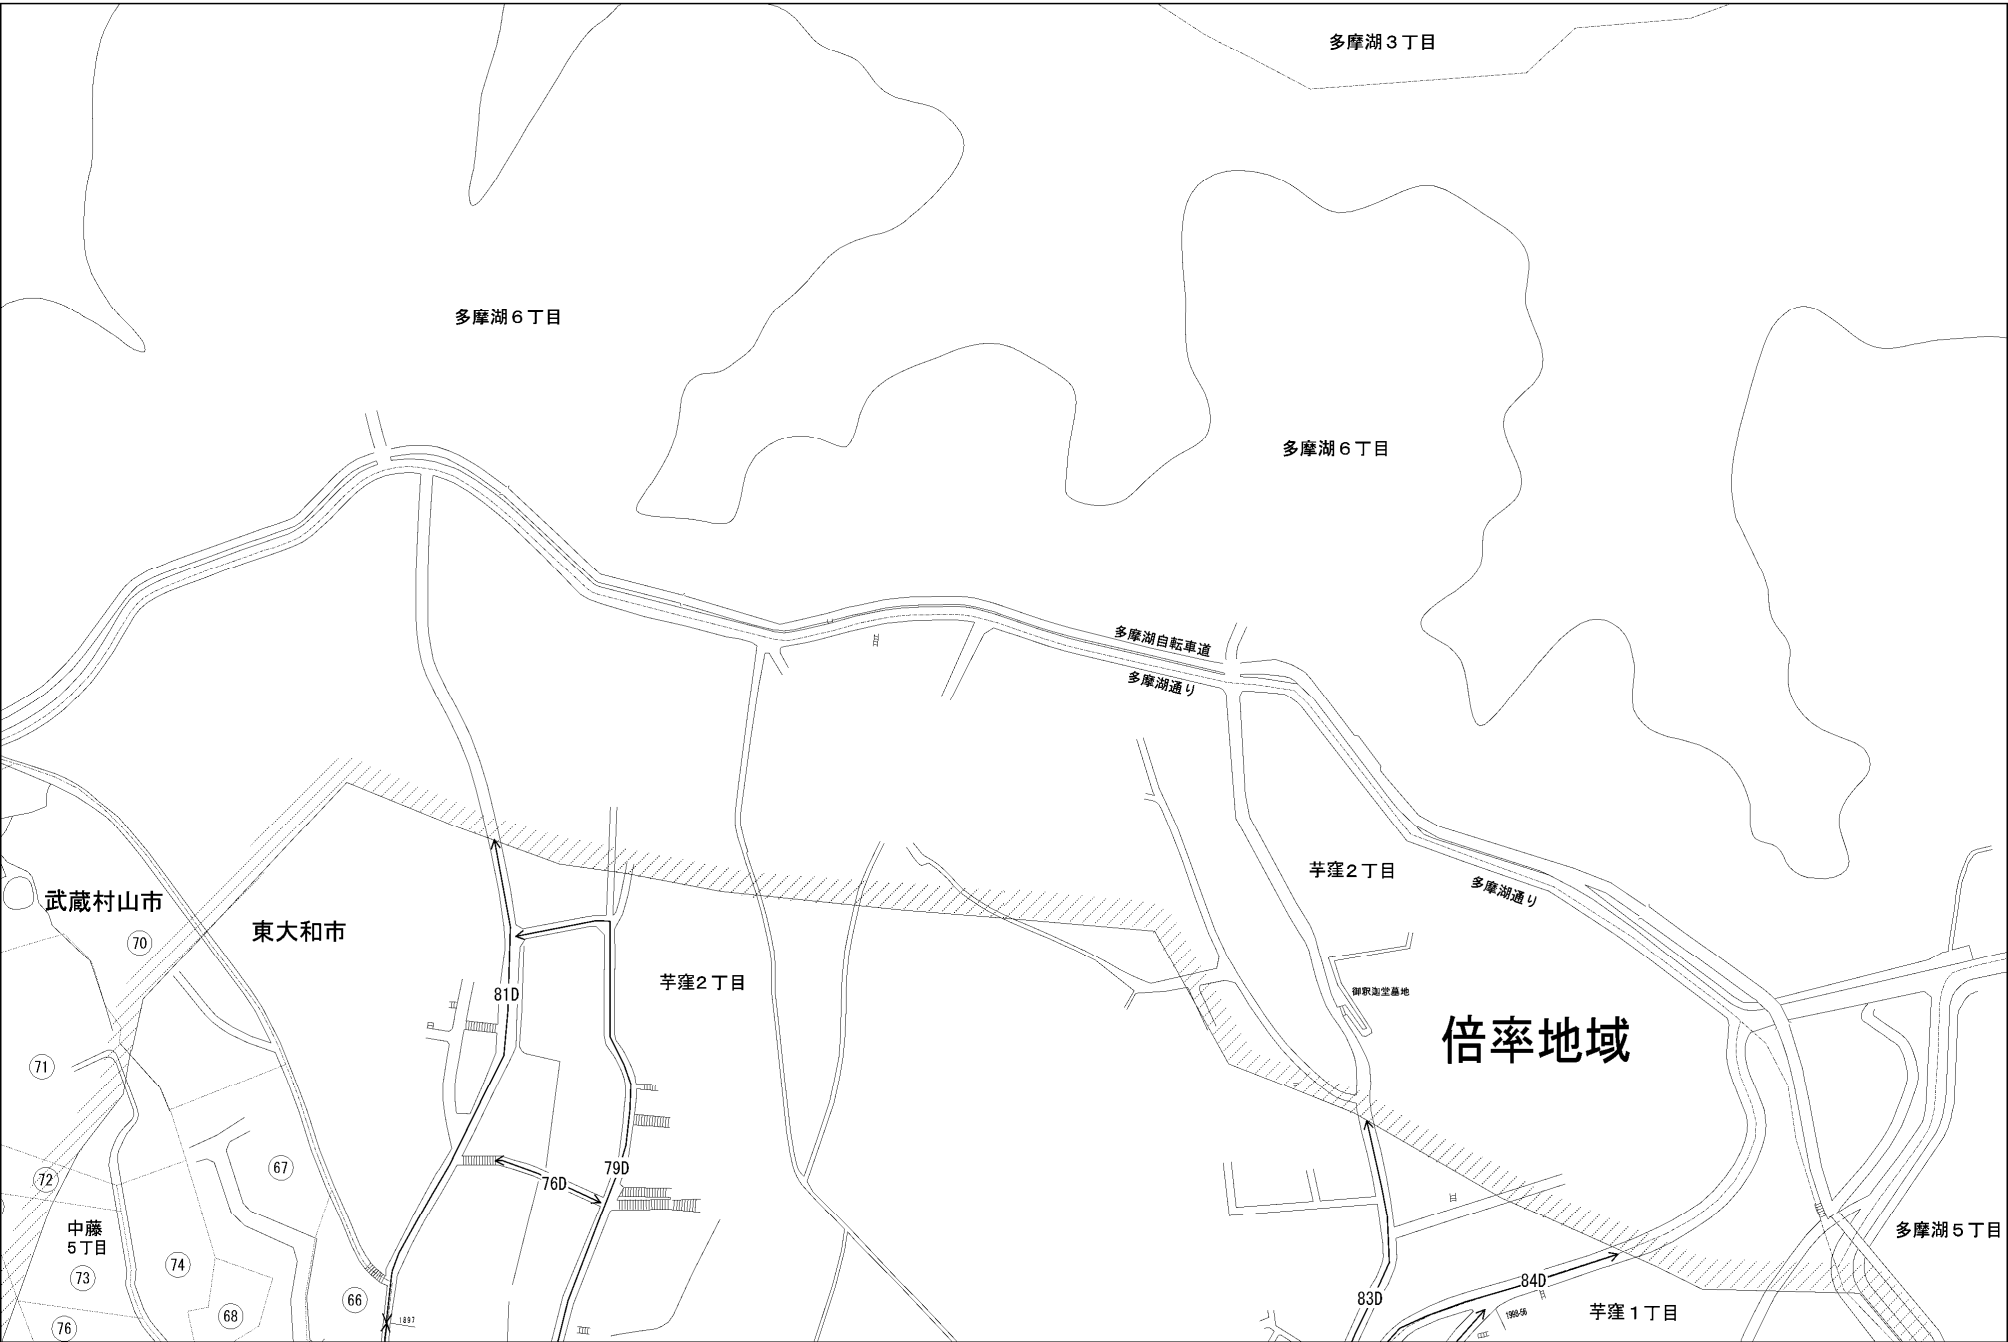 多摩湖３丁目
多摩湖６丁目
多摩湖６丁目
多摩湖自転車道
多摩湖通り
芋窪２丁目
多摩湖通り
武蔵村山市
70
東大和市
芋窪２丁目
81D
御釈迦堂墓地
倍率地域
71
67
72
79D
76D
中藤
５丁目
73
74
多摩湖５丁目
66
68
76
1897
83D
84D
1998-56
芋窪１丁目